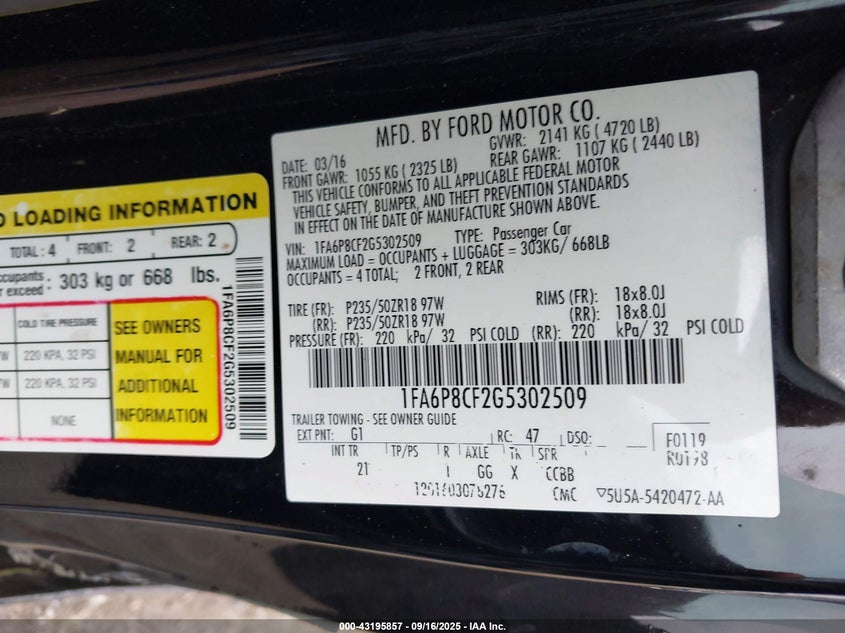 MFD. BY FORD MOTOR CO.
DATE: 03/16 GVWR: 2141 KG ( 4720 LB)
FRONT GAWR: 1055 KG ( 2325 LB) REAR GAWR: 1107 KG ( 2440 LB)
THIS VEHICLE CONFORMS TO ALL APPLICABLE FEDERAL MOTOR
VEHICLE SAFETY, BUMPER, AND THEFT PREVENTION STANDARDS
IN EFFECT ON THE DATE OF MANUFACTURE SHOWN ABOVE.
VIN: 1FA6P8CF2G5302509 TYPE: Passenger Car
MAXIMUM LOAD = OCCUPANTS + LUGGAGE = 303KG/ 668LB
OCCUPANTS = 4 TOTAL; 2 FRONT, 2 REAR
TIRE (FR): P235/50ZR18 97W RIMS (FR): 18x8.0J
(RR): P235/50ZR18 97W (RR): 18x8.0J
PRESSURE (FR): 220 kPa/ 32 PSI COLD (RR): 220 kPa/ 32 PSI COLD
1FA6P8CF2G5302509
TRAILER TOWING - SEE OWNER GUIDE
EXT PNT: G1 RC: 47 DSO: F0119
INT TR TP/PS R AXLE TR SPR
21 I GG X CCBB
CMC 5U5A-5420472-AA
LOADING INFORMATION
TOTAL: 4 FRONT: 2 REAR: 2
303 kg or 668 lbs.
COLD TIRE PRESSURE
220 KPA, 32 PSI
220 KPA, 32 PSI
NONE
SEE OWNERS
MANUAL FOR
ADDITIONAL
INFORMATION
1FA6P8CF2G5302509
000-43195857 - 09/16/2025 - IAA Inc.